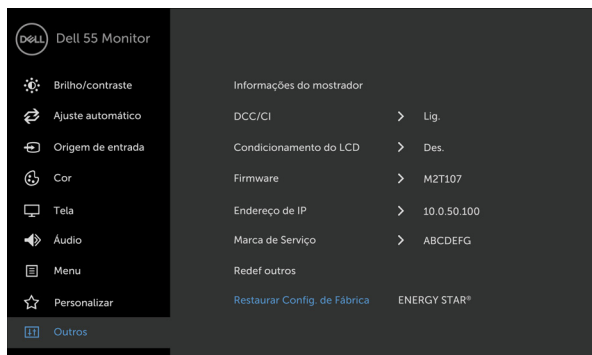 DELL Dell 55 Monitor
Brilho/contraste Informações do mostrador
Ajuste automático DCC/CI > Lig.
Origem de entrada Condicionamento do LCD > Des.
Cor Firmware > M2T107
Tela Endereço de IP > 10.0.50.100
Áudio Marca de Serviço > ABCDEFG
Menu Redef outros
Personalizar Restaurar Config. de Fábrica ENERGY STAR®
Outros